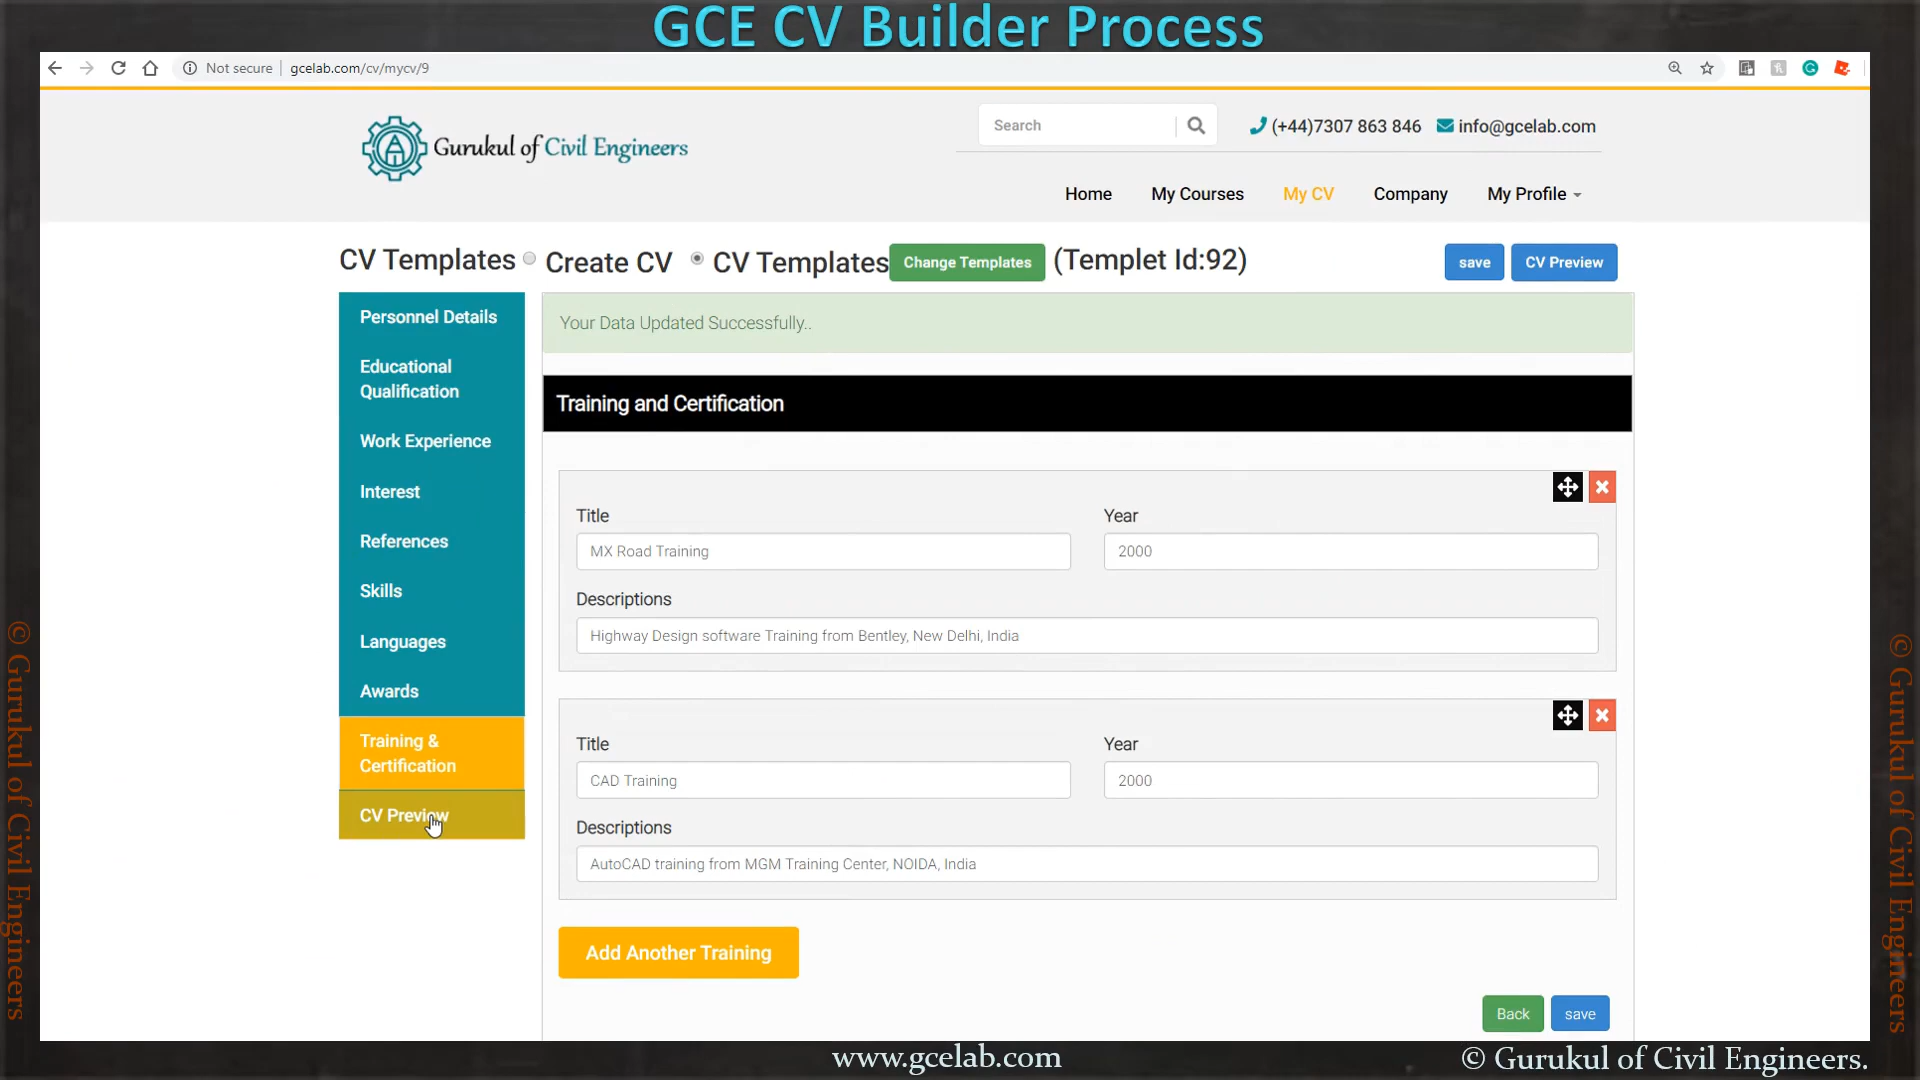 GCE CV Builder Process
Not secure gcelab.com/cv/mycv/9
Gurukul of Civil Engineers
Search
(+44)7307 863 846 info@gcelab.com
Home My Courses My CV Company My Profile
CV Templates Create CV CV Templates Change Templates (Templet Id:92) save CV Preview
Personnel Details
Educational
Qualification
Work Experience
Interest
References
Skills
Languages
Awards
Training &
Certification
CV Preview
Your Data Updated Successfully..
Training and Certification
Title Year
MX Road Training 2000
Descriptions
Highway Design software Training from Bentley, New Delhi, India
Title Year
CAD Training 2000
Descriptions
AutoCAD training from MGM Training Center, NOIDA, India
Add Another Training
Back save
© Gurukul of Civil Engineers
© Gurukul of Civil Engineers
www.gcelab.com
© Gurukul of Civil Engineers.